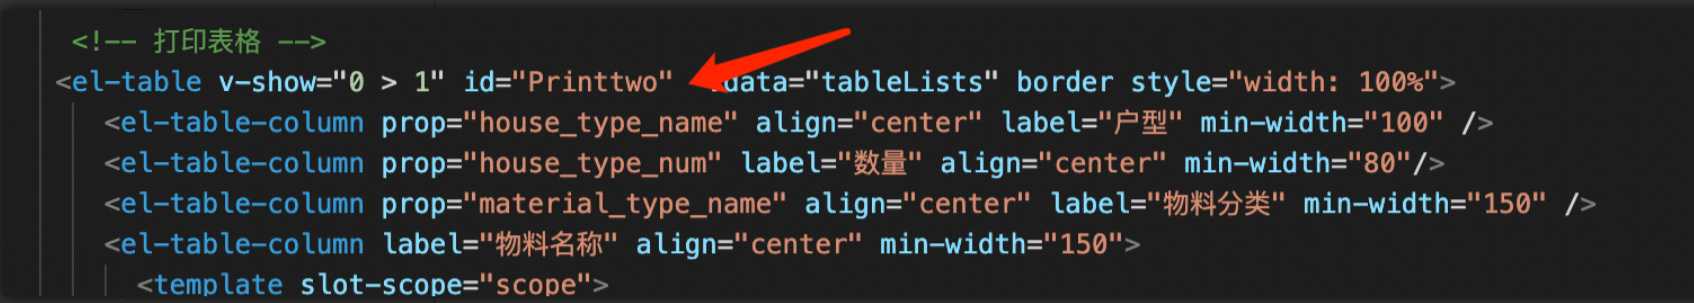 <!-- 打印表格 -->
<el-table v-show="0 > 1" id="Printtwo" :data="tableLists" border style="width: 100%">
<el-table-column prop="house_type_name" align="center" label="户型" min-width="100" />
<el-table-column prop="house_type_num" label="数量" align="center" min-width="80"/>
<el-table-column prop="material_type_name" align="center" label="物料分类" min-width="150" />
<el-table-column label="物料名称" align="center" min-width="150">
<template slot-scope="scope">